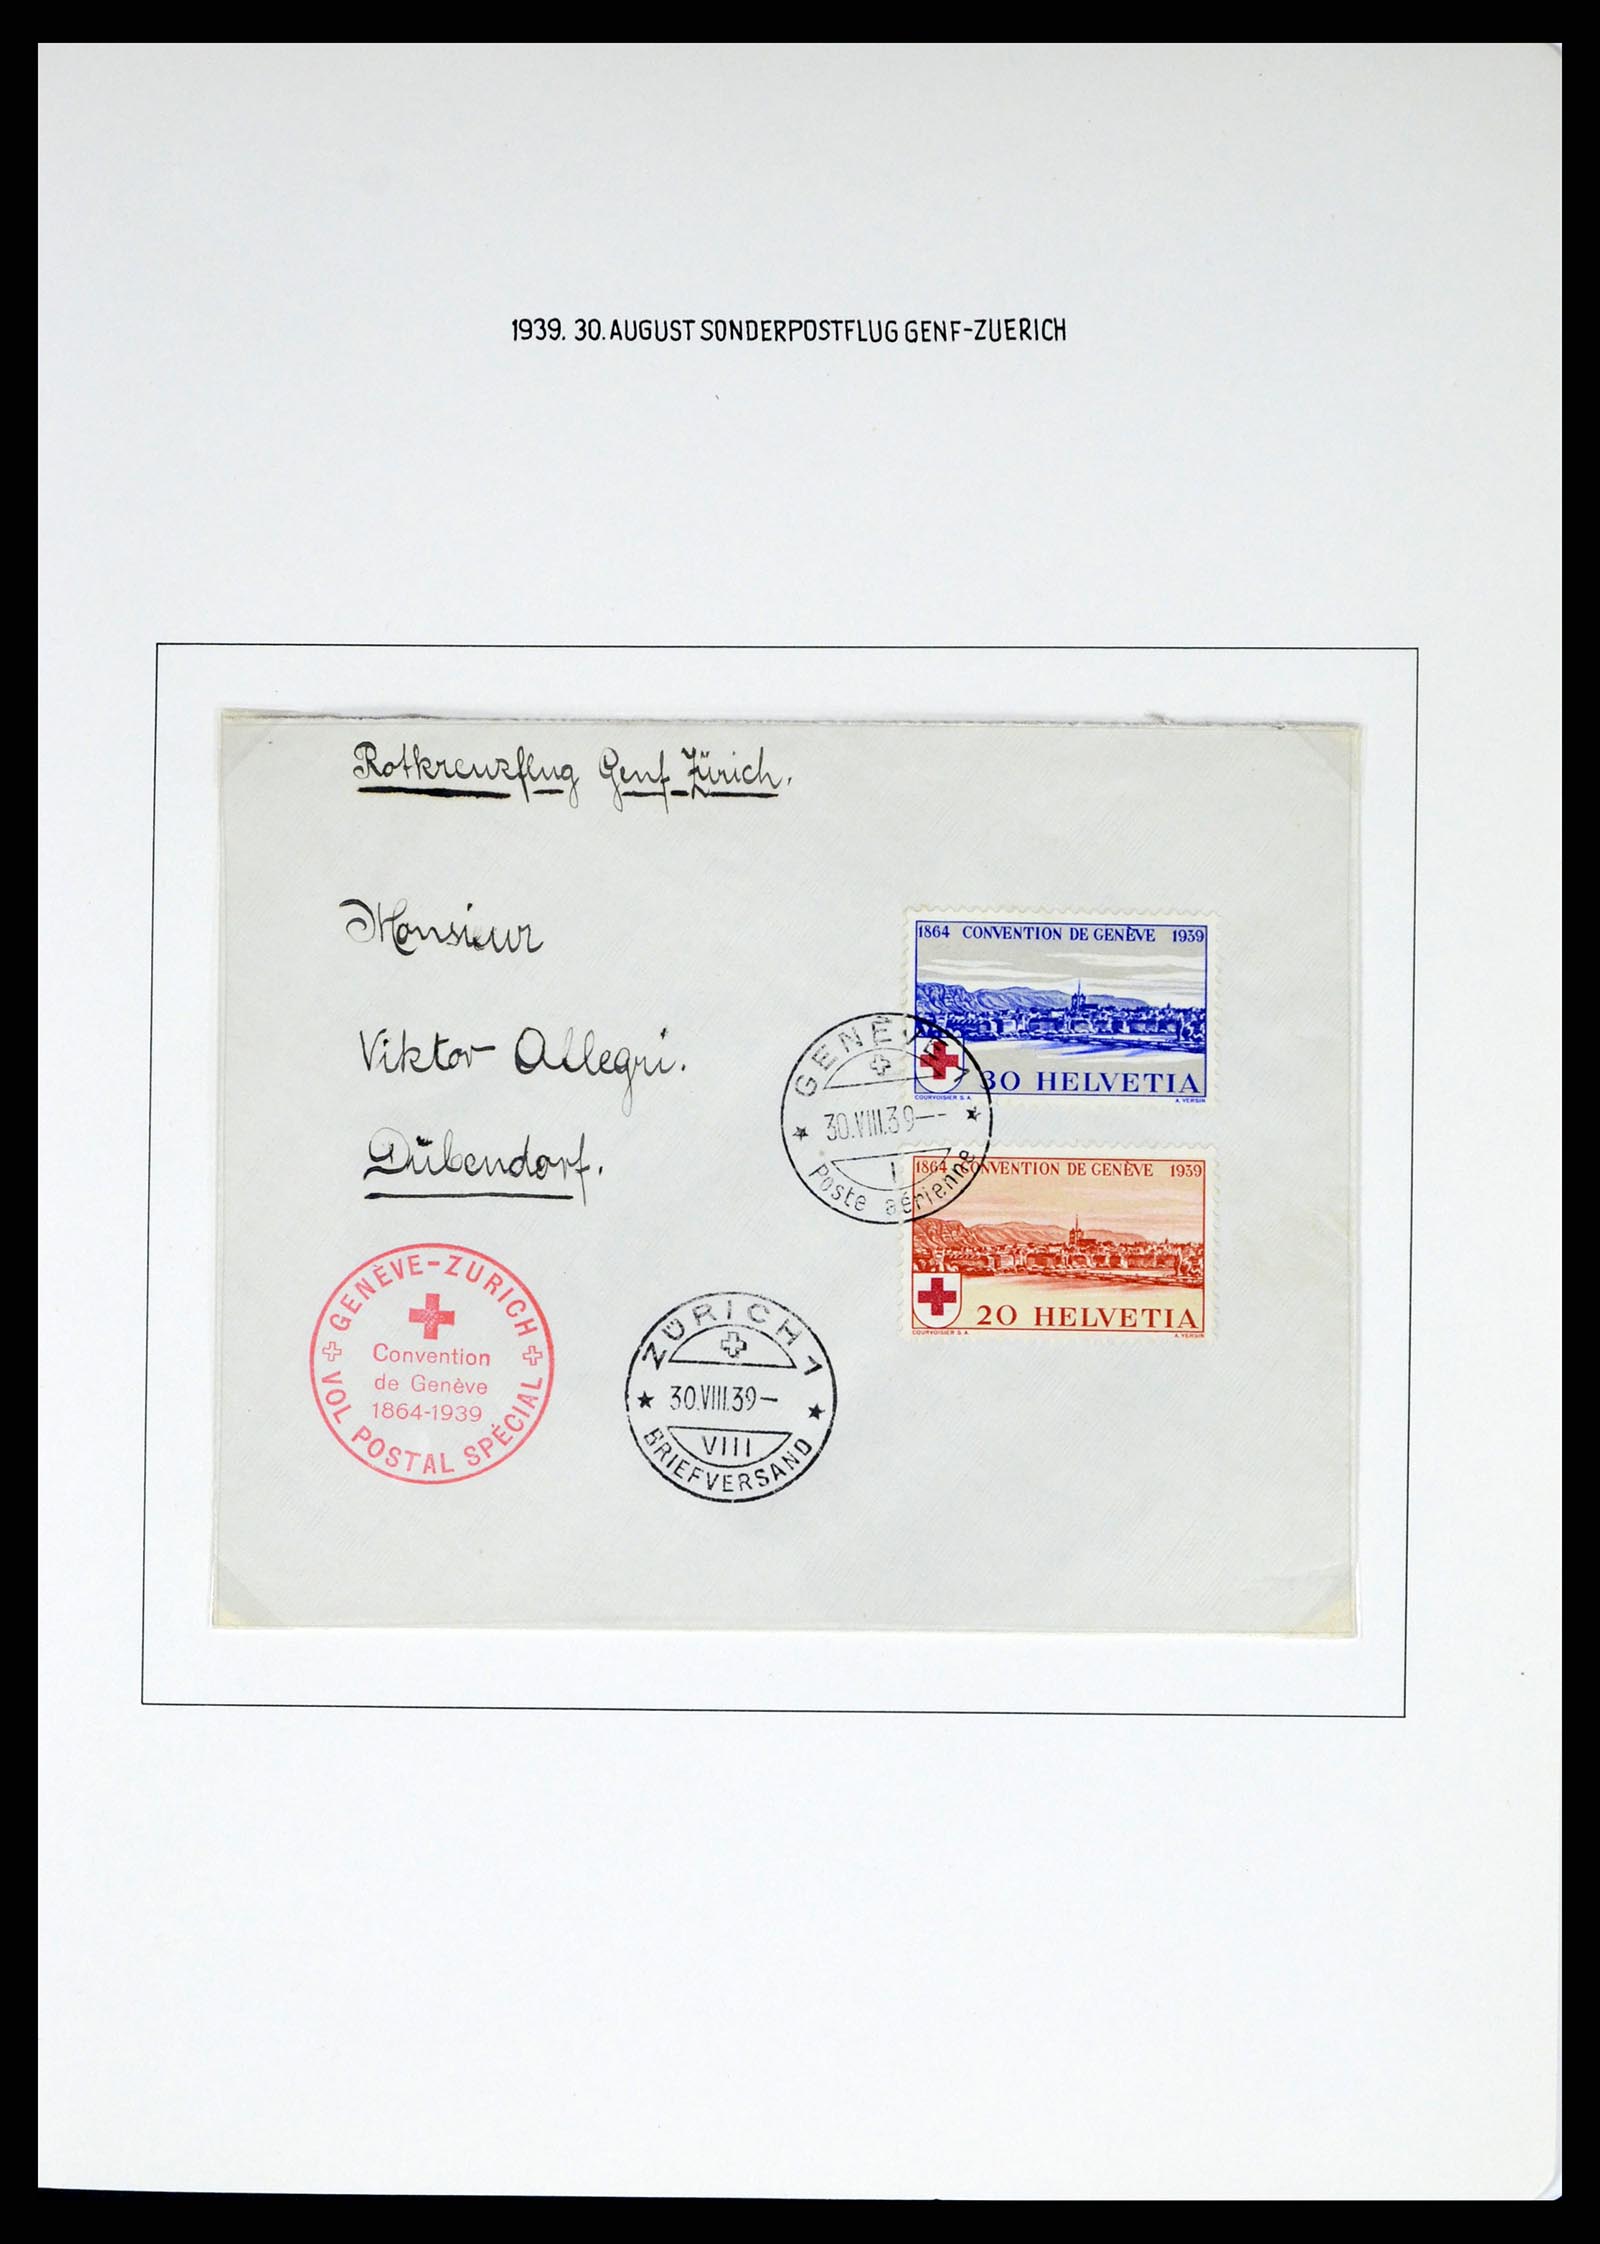 1939. 30. AUGUST SONDERPOSTFLUG GENF-ZUERICH
Rotkreuzflug Genf Zürich.
Monsieur
Viktor Allegri.
Dübendorf.
1864 CONVENTION DE GENÈVE 1939
30 HELVETIA
COURVOISIER S.A. A. VERSIN
GENÈVE 1
30.VIII.39--
1
Poste aérienne
1864 CONVENTION DE GENÈVE 1939
20 HELVETIA
COURVOISIER S.A. A. VERSIN
GENÈVE-ZURICH
Convention
de Genève
1864-1939
VOL POSTAL SPÉCIAL
ZÜRICH 1
30.VIII.39–
VIII
BRIEFVERSAND